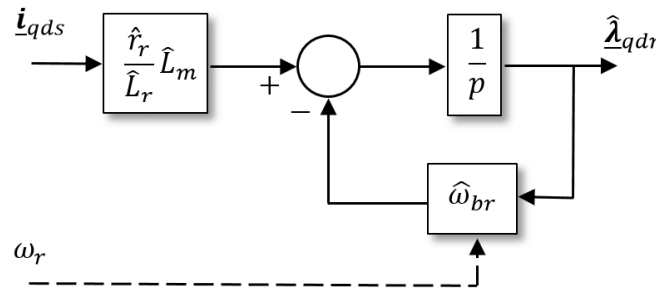 i_qds
r̂_r / L̂_r L̂_m
+
−
1/p
λ̂_qdr
ω̂_br
ω_r